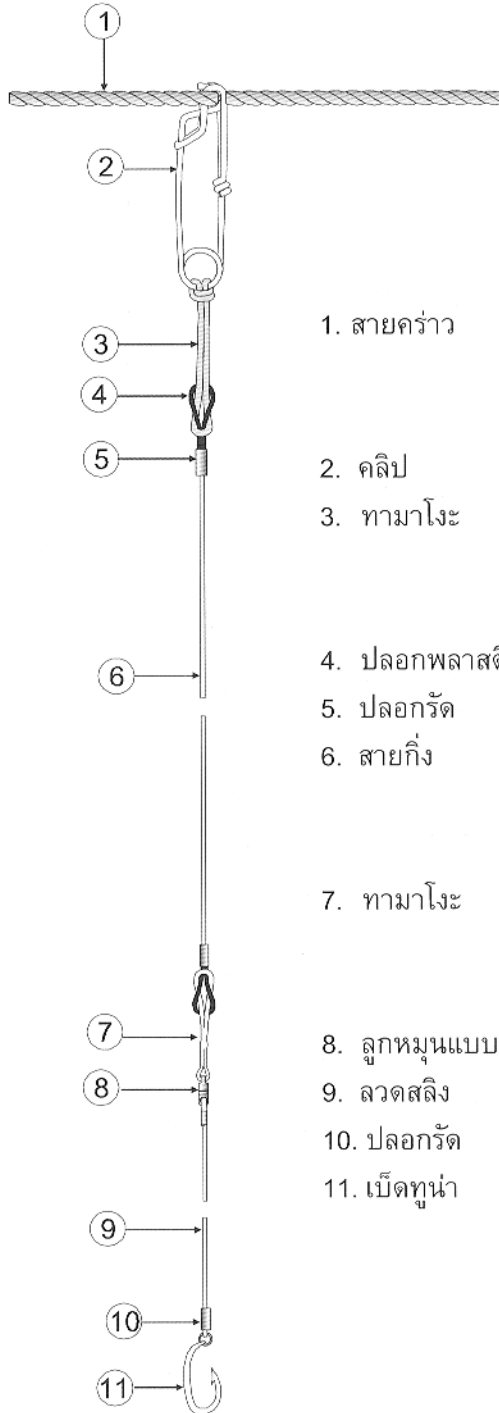 1
2
3
4
5
6
7
8
9
10
11
1. สายคร่าว
2. คลิป
3. ทามาโงะ
4. ปลอกพลาสติ
5. ปลอกรัด
6. สายกิ่ง
7. ทามาโงะ
8. ลูกหมุนแบบ
9. ลวดสลิง
10. ปลอกรัด
11. เบ็ดทูน่า